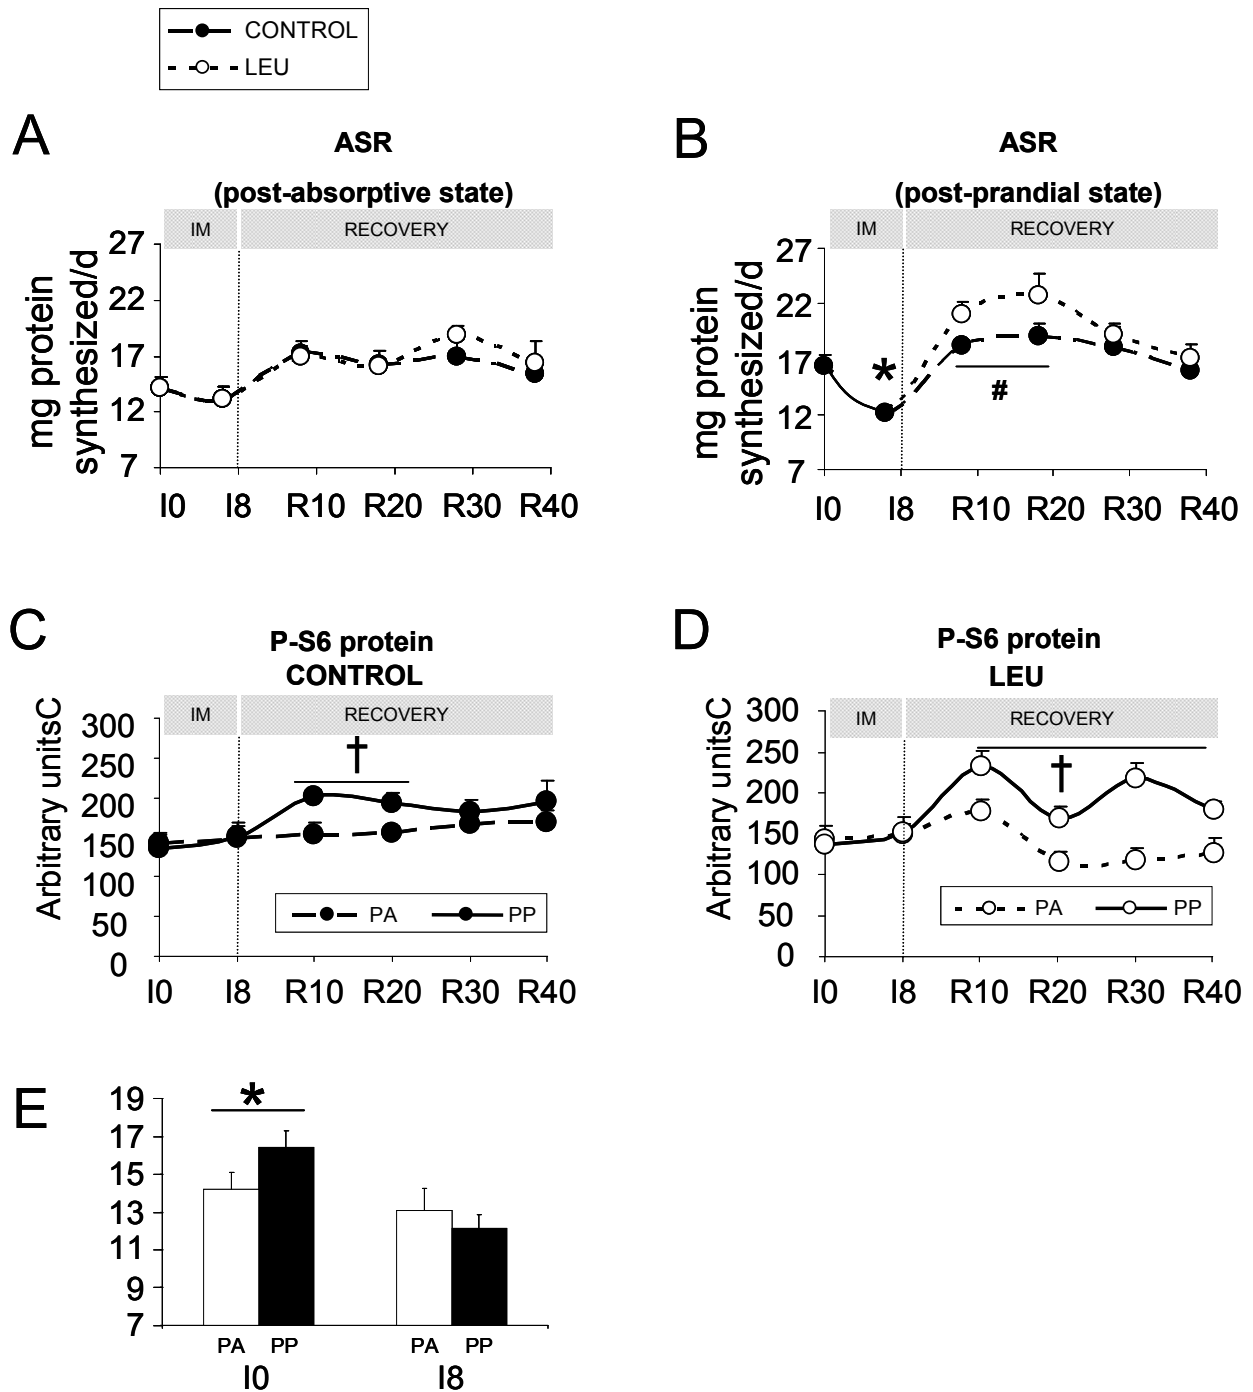 CONTROL
LEU
A
ASR
(post-absorptive state)
IM
RECOVERY
mg protein
synthesized/d
27
22
17
12
7
I0 I8 R10 R20 R30 R40
B
ASR
(post-prandial state)
IM
RECOVERY
mg protein
synthesized/d
27
22
17
12
7
*
#
I0 I8 R10 R20 R30 R40
C
P-S6 protein
CONTROL
IM
RECOVERY
Arbitrary unitsC
300
250
200
150
100
50
0
†
PA PP
I0 I8 R10 R20 R30 R40
D
P-S6 protein
LEU
IM
RECOVERY
Arbitrary unitsC
300
250
200
150
100
50
0
†
PA PP
I0 I8 R10 R20 R30 R40
E
*
19
17
15
13
11
9
7
PA PP PA PP
I0 I8